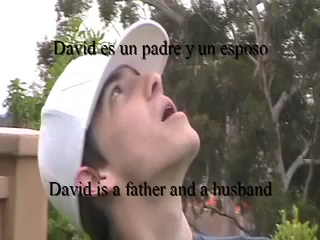 David es un padre y un esposo
David is a father and a husband